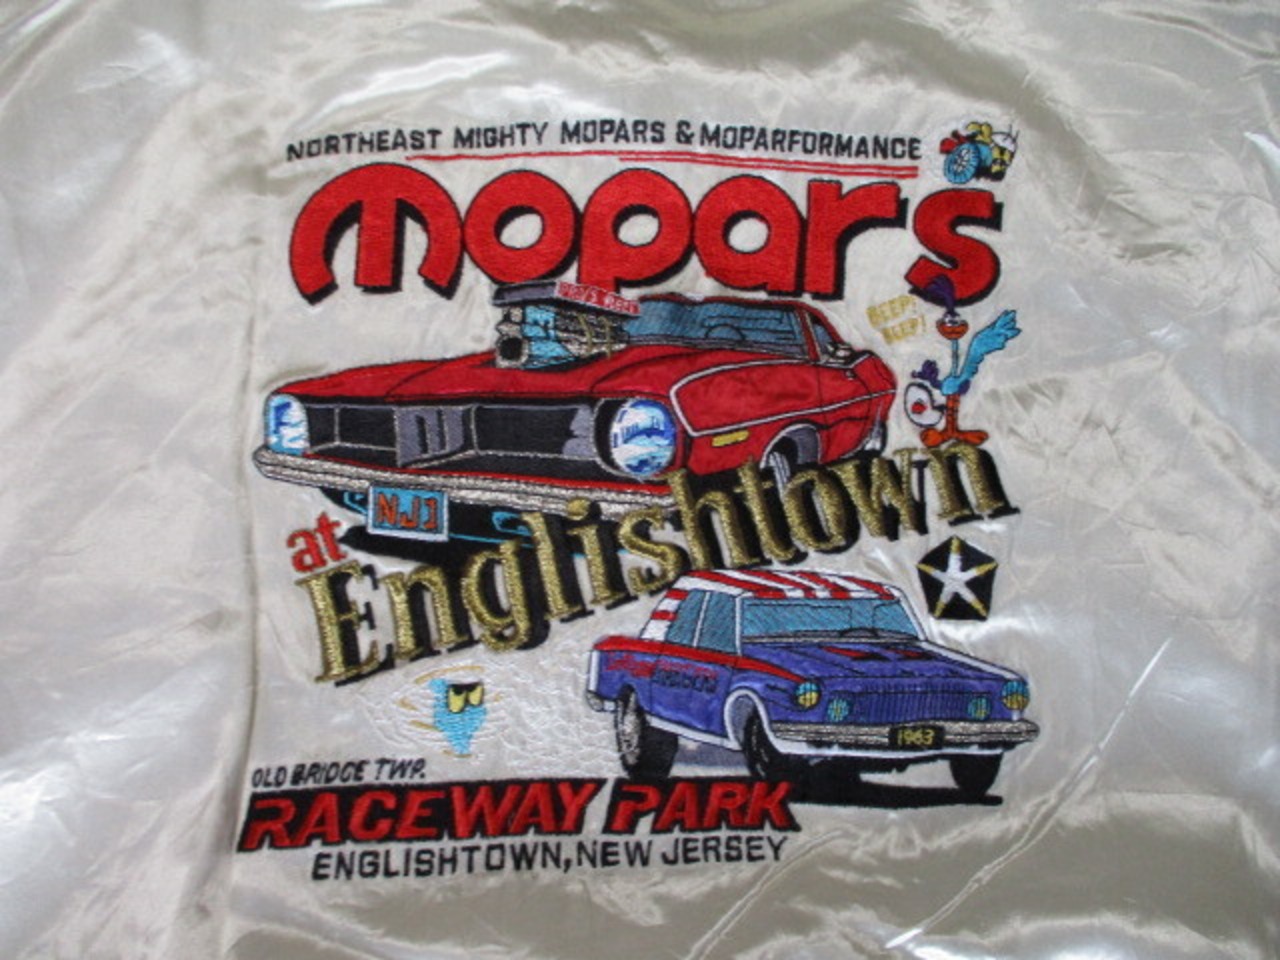 NORTHEAST MIGHTY MOPARS & MOPARFORMANCE
mopars
BEEP!
BEEP!
NJ1
at
Englishtown
1963
OLD BRIDGE TWP.
RACEWAY PARK
ENGLISHTOWN, NEW JERSEY